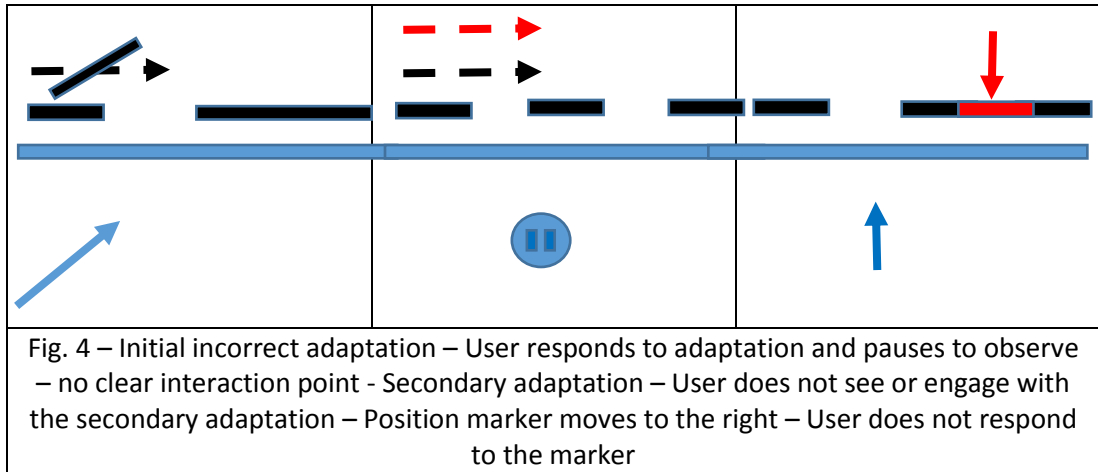 Fig. 4 – Initial incorrect adaptation – User responds to adaptation and pauses to observe
– no clear interaction point - Secondary adaptation – User does not see or engage with
the secondary adaptation – Position marker moves to the right – User does not respond
to the marker